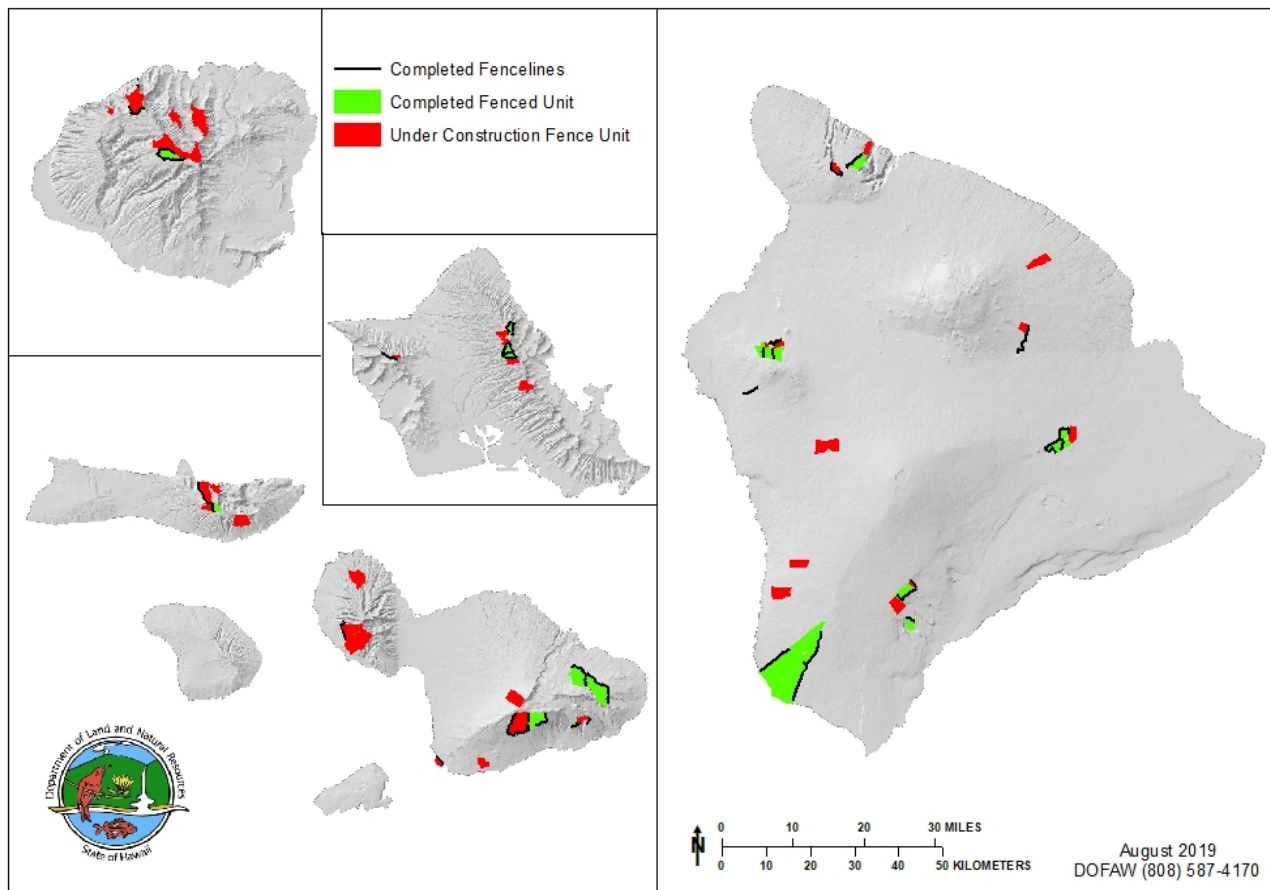 Completed Fencelines
Completed Fenced Unit
Under Construction Fence Unit
Department of Land and Natural Resources
State of Hawaii
N
0 10 20 30 MILES
0 10 20 30 40 50 KILOMETERS
August 2019
DOFAW (808) 587-4170